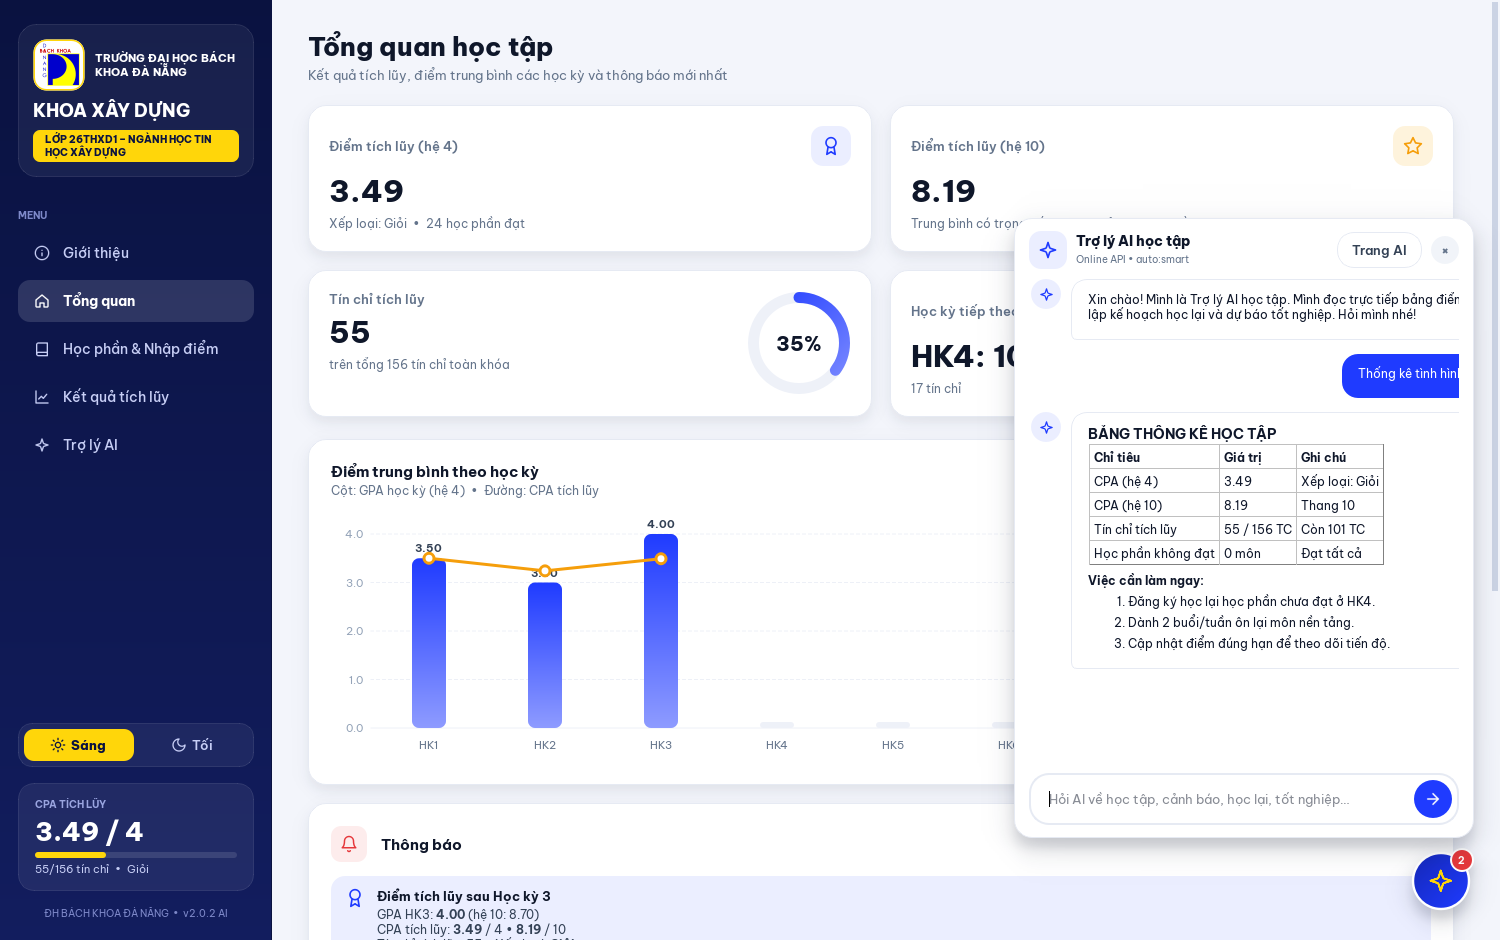 BÁCH KHOA
TRƯỜNG ĐẠI HỌC BÁCH
KHOA ĐÀ NẴNG
KHOA XÂY DỰNG
LỚP 26THXD1 – NGÀNH HỌC TIN
HỌC XÂY DỰNG
MENU
Giới thiệu
Tổng quan
Học phần & Nhập điểm
Kết quả tích lũy
Trợ lý AI
Sáng
Tối
CPA TÍCH LŨY
3.49 / 4
55/156 tín chỉ • Giỏi
ĐH BÁCH KHOA ĐÀ NẴNG • v2.0.2 AI
Tổng quan học tập
Kết quả tích lũy, điểm trung bình các học kỳ và thông báo mới nhất
Điểm tích lũy (hệ 4)
3.49
Xếp loại: Giỏi • 24 học phần đạt
Điểm tích lũy (hệ 10)
8.19
Trung bình có trọng
Tín chỉ tích lũy
55
trên tổng 156 tín chỉ toàn khóa
35%
Học kỳ tiếp theo
HK4: 10
17 tín chỉ
Điểm trung bình theo học kỳ
Cột: GPA học kỳ (hệ 4) • Đường: CPA tích lũy
4.0
3.0
2.0
1.0
0.0
3.50
4.00
HK1
HK2
HK3
HK4
HK5
HK6
Thông báo
Điểm tích lũy sau Học kỳ 3
GPA HK3: 4.00 (hệ 10: 8.70)
CPA tích lũy: 3.49 / 4 • 8.19 / 10
Trợ lý AI học tập
Online API • auto:smart
Trang AI
×
Xin chào! Mình là Trợ lý AI học tập. Mình đọc trực tiếp bảng điểm
lập kế hoạch học lại và dự báo tốt nghiệp. Hỏi mình nhé!
Thống kê tình hình
BẢNG THỐNG KÊ HỌC TẬP
Chỉ tiêu Giá trị Ghi chú
CPA (hệ 4) 3.49 Xếp loại: Giỏi
CPA (hệ 10) 8.19 Thang 10
Tín chỉ tích lũy 55 / 156 TC Còn 101 TC
Học phần không đạt 0 môn Đạt tất cả
Việc cần làm ngay:
1. Đăng ký học lại học phần chưa đạt ở HK4.
2. Dành 2 buổi/tuần ôn lại môn nền tảng.
3. Cập nhật điểm đúng hạn để theo dõi tiến độ.
Hỏi AI về học tập, cảnh báo, học lại, tốt nghiệp...
2